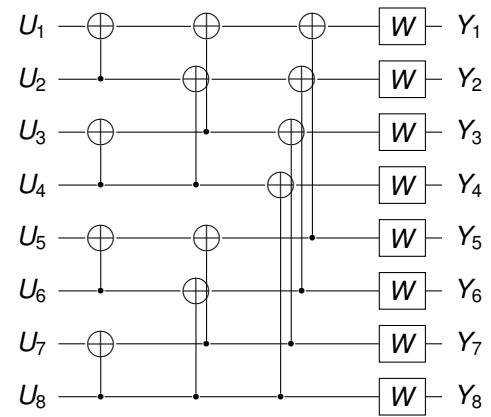 U1 W Y1
U2 W Y2
U3 W Y3
U4 W Y4
U5 W Y5
U6 W Y6
U7 W Y7
U8 W Y8